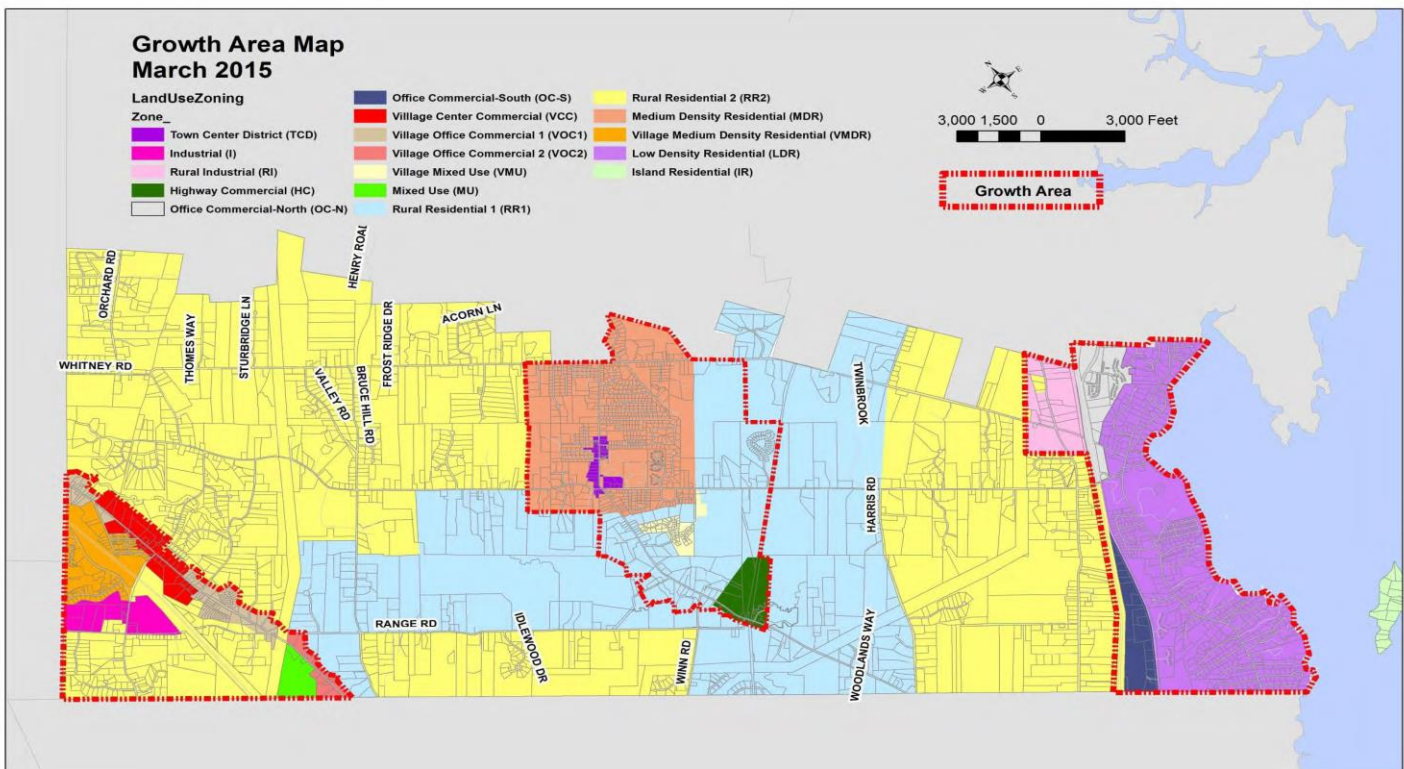 Growth Area Map
March 2015
LandUseZoning
Zone_
Town Center District (TCD)
Industrial (I)
Rural Industrial (RI)
Highway Commercial (HC)
Office Commercial-North (OC-N)
Office Commercial-South (OC-S)
Villlage Center Commercial (VCC)
Village Office Commercial 1 (VOC1)
Village Office Commercial 2 (VOC2)
Village Mixed Use (VMU)
Mixed Use (MU)
Rural Residential 1 (RR1)
Rural Residential 2 (RR2)
Medium Density Residential (MDR)
Village Medium Density Residential (VMDR)
Low Density Residential (LDR)
Island Residential (IR)
N
E
W
S
3,000 1,500 0 3,000 Feet
Growth Area
ORCHARD RD
HENRY ROAD
THOMES WAY
STURBRIDGE LN
FROST RIDGE DR
ACORN LN
WHITNEY RD
VALLEY RD
BRUCE HILL RD
TWINBROOK
HARRIS RD
RANGE RD
IDLEWOOD DR
WINN RD
WOODLANDS WAY